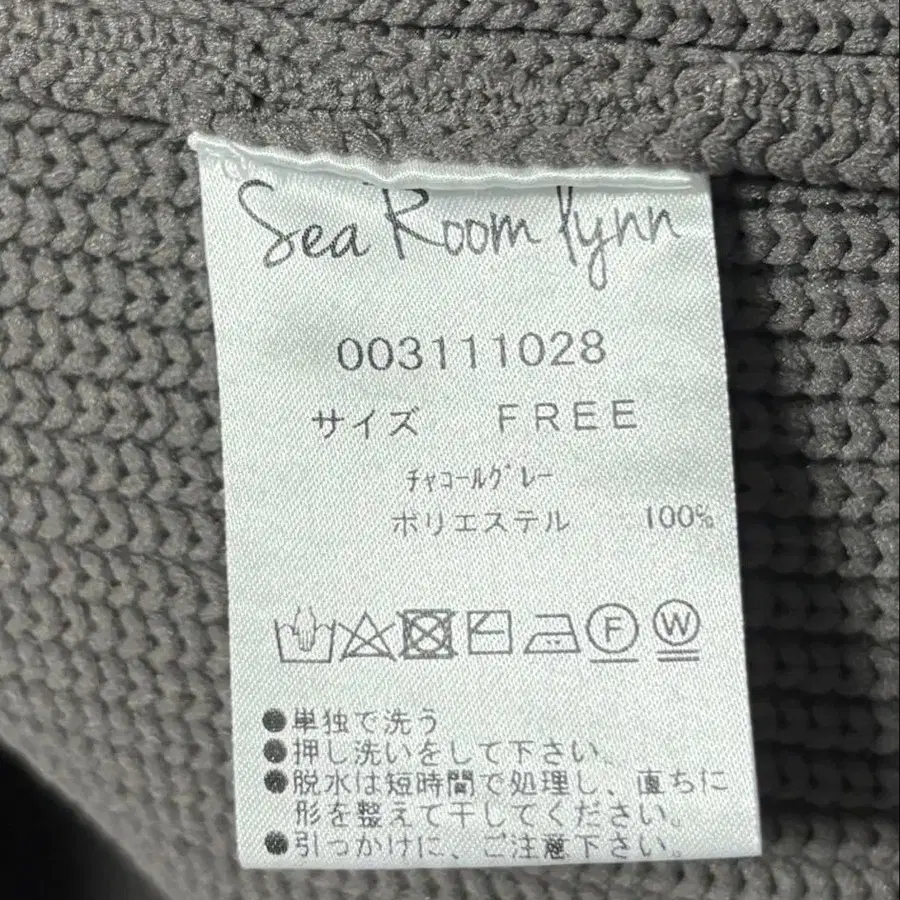 Sea Room lynn
003111028
サイズ FREE
ﾁｬｺｰﾙｸﾞﾚｰ
ポリエステル 100%
F W
●単独で洗う
●押し洗いをして下さい。
●脱水は短時間で処理し、直ちに
形を整えて干してください。
●引っかけに、ご注意下さい。